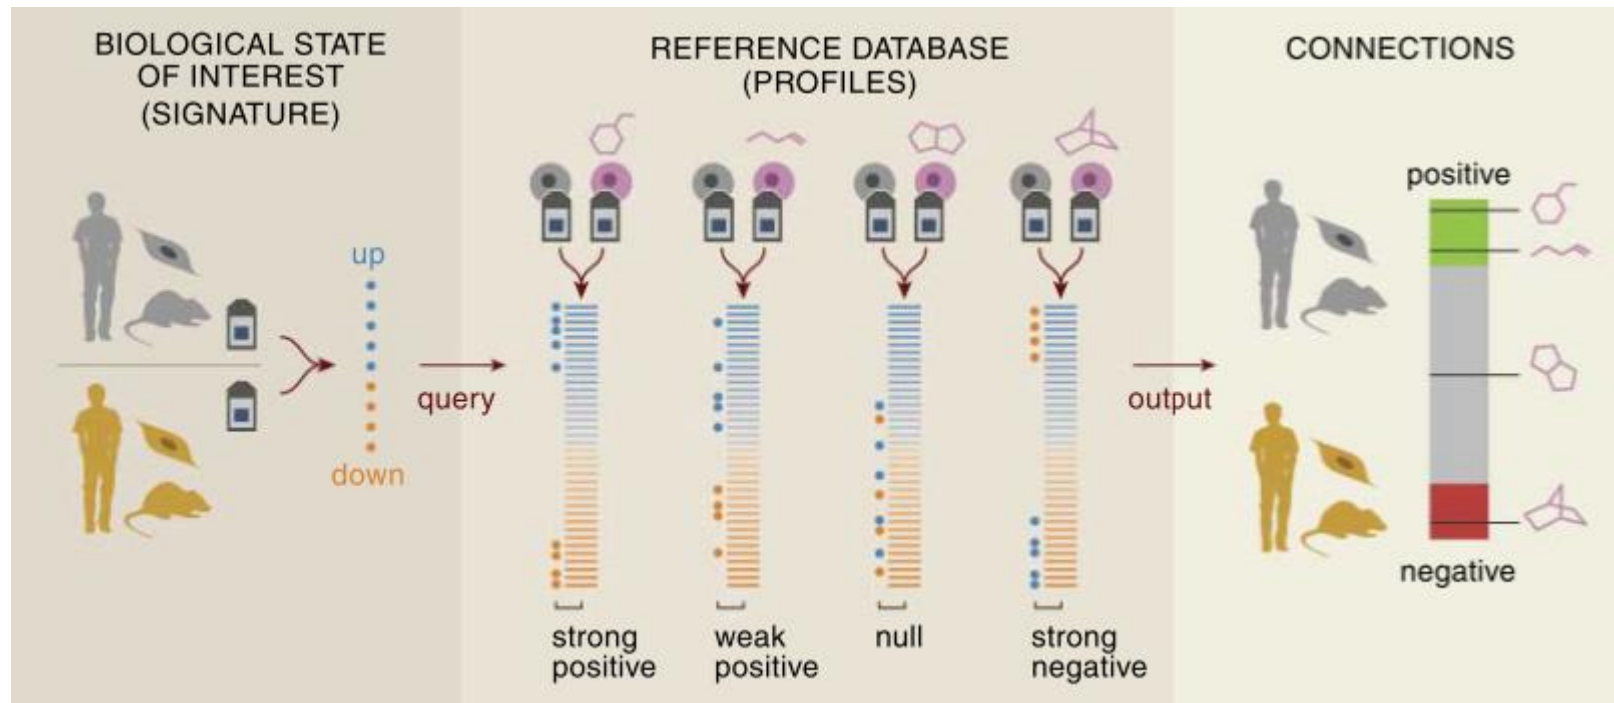 BIOLOGICAL STATE
OF INTEREST
(SIGNATURE)
up
down
query
REFERENCE DATABASE
(PROFILES)
strong
positive
weak
positive
null
strong
negative
output
CONNECTIONS
positive
negative